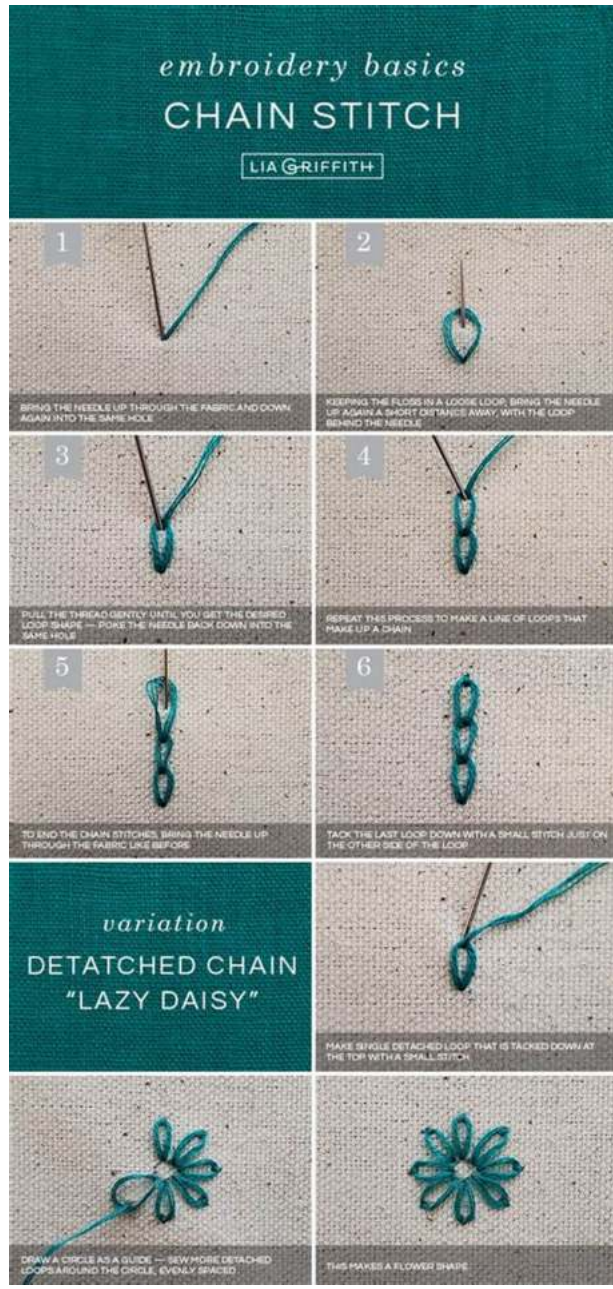 embroidery basics
CHAIN STITCH
LIA GRIFFITH
1
BRING THE NEEDLE UP THROUGH THE FABRIC AND DOWN
AGAIN INTO THE SAME HOLE
2
KEEPING THE FLOSS IN A LOOSE LOOP, BRING THE NEEDLE
UP AGAIN A SHORT DISTANCE AWAY, WITH THE LOOP
BEHIND THE NEEDLE
3
PULL THE THREAD GENTLY UNTIL YOU GET THE DESIRED
LOOP SHAPE — POKE THE NEEDLE BACK DOWN INTO THE
SAME HOLE
4
REPEAT THIS PROCESS TO MAKE A LINE OF LOOPS THAT
MAKE UP A CHAIN
5
TO END THE CHAIN STITCHES, BRING THE NEEDLE UP
THROUGH THE FABRIC LIKE BEFORE
6
TACK THE LAST LOOP DOWN WITH A SMALL STITCH JUST ON
THE OTHER SIDE OF THE LOOP
variation
DETATCHED CHAIN
“LAZY DAISY”
MAKE SINGLE DETACHED LOOP THAT IS TACKED DOWN AT
THE TOP WITH A SMALL STITCH
DRAW A CIRCLE AS A GUIDE — SEW MORE DETACHED
LOOPS AROUND THE CIRCLE, EVENLY SPACED
THIS MAKES A FLOWER SHAPE